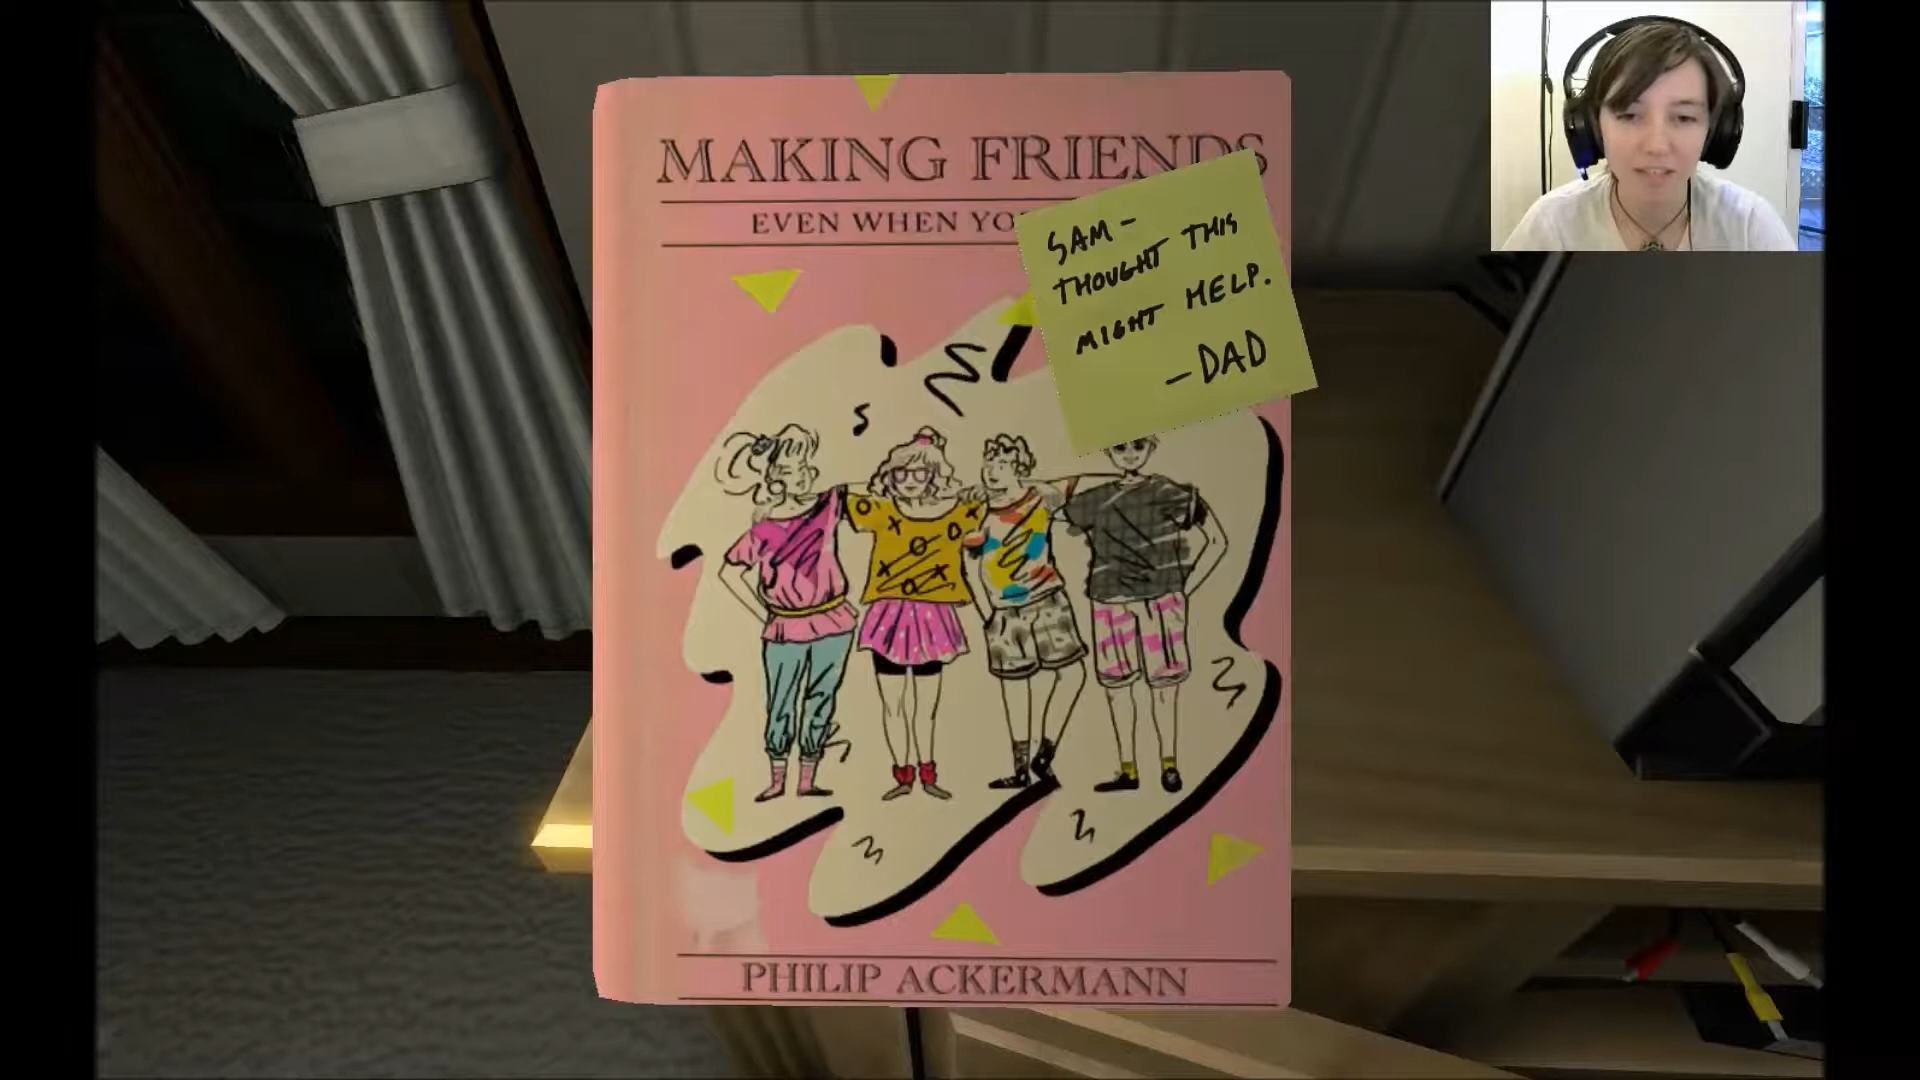 MAKING FRIENDS
EVEN WHEN YO
SAM-
THOUGHT THIS
MIGHT HELP.
-DAD
PHILIP ACKERMANN